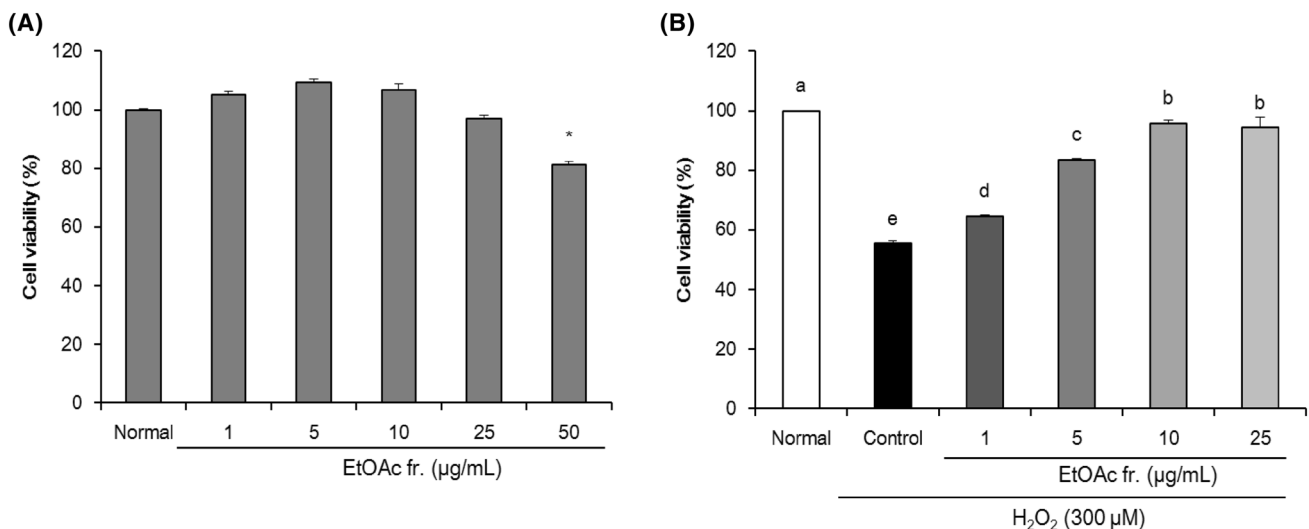 (A)
120
100
80
60
40
20
0
Cell viability (%)
*
Normal 1 5 10 25 50
EtOAc fr. (µg/mL)
(B)
120
100
80
60
40
20
0
Cell viability (%)
a
e
d
c
b
b
Normal Control 1 5 10 25
EtOAc fr. (µg/mL)
H₂O₂ (300 µM)